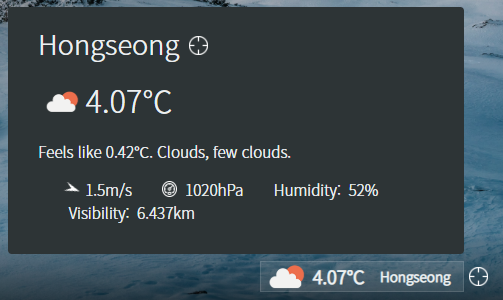 Hongseong
4.07°C
Feels like 0.42°C. Clouds, few clouds.
1.5m/s 1020hPa Humidity: 52%
Visibility: 6.437km
4.07°C Hongseong